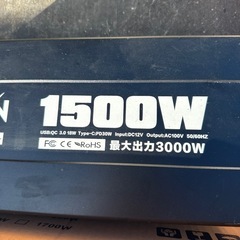 N 1500W
USB:QC 3.0 18W Type-C:PD30W Input:DC12V Output:AC100V 50/60HZ
FC CE RoHS 最大出力3000W